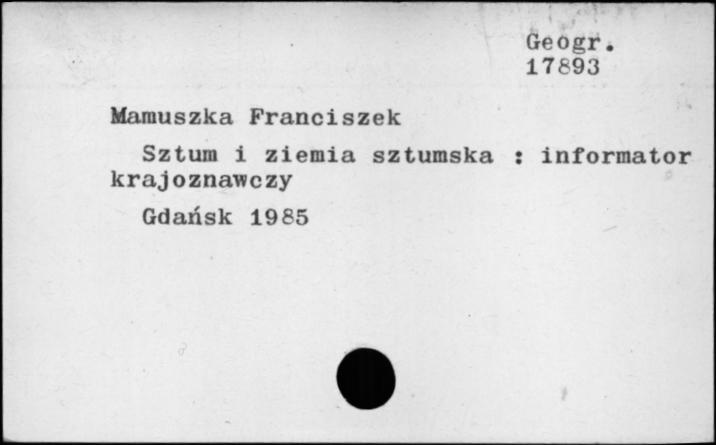 Geogr.
17893
Mamuszka Franciszek
Sztum i ziemia sztumska : informator
krajoznawczy
Gdańsk 1985